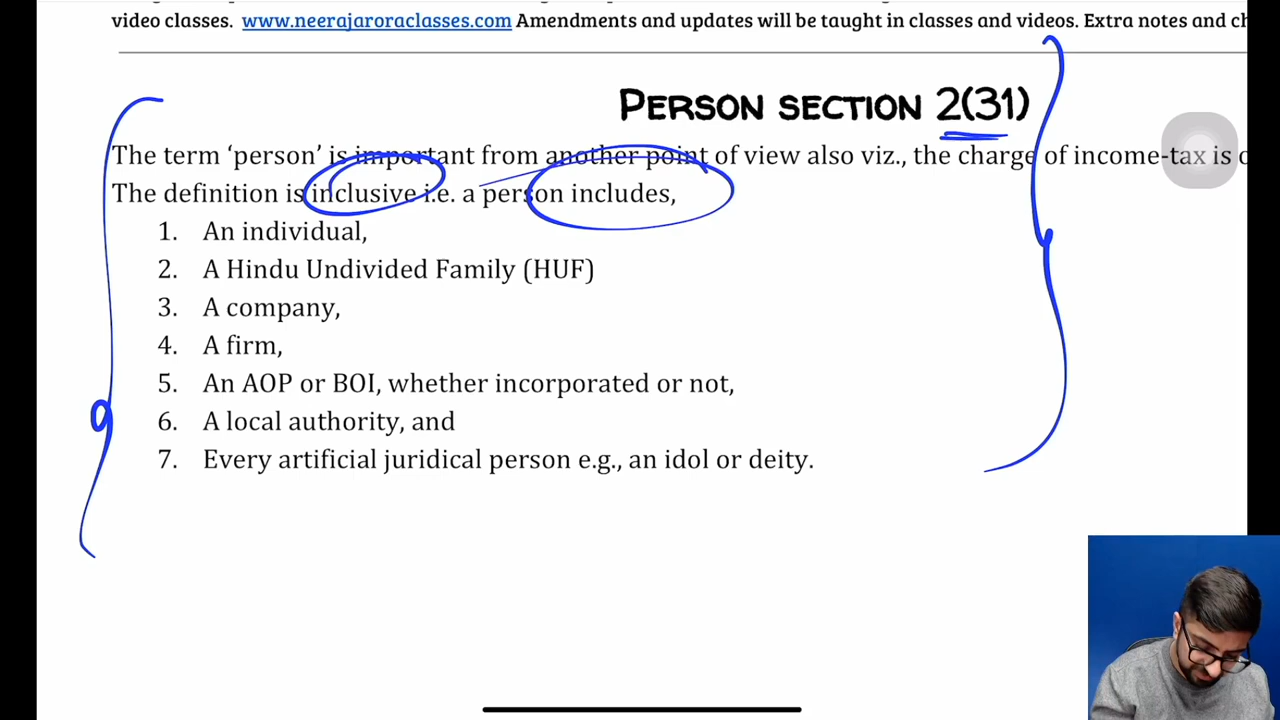 video classes. www.neerajaroraclasses.com Amendments and updates will be taught in classes and videos. Extra notes and
PERSON SECTION 2(31)
The term ‘person’ is important from another point of view also viz., the charge of income-tax is
The definition is inclusive i.e. a person includes,
1. An individual,
2. A Hindu Undivided Family (HUF)
3. A company,
4. A firm,
5. An AOP or BOI, whether incorporated or not,
6. A local authority, and
7. Every artificial juridical person e.g., an idol or deity.